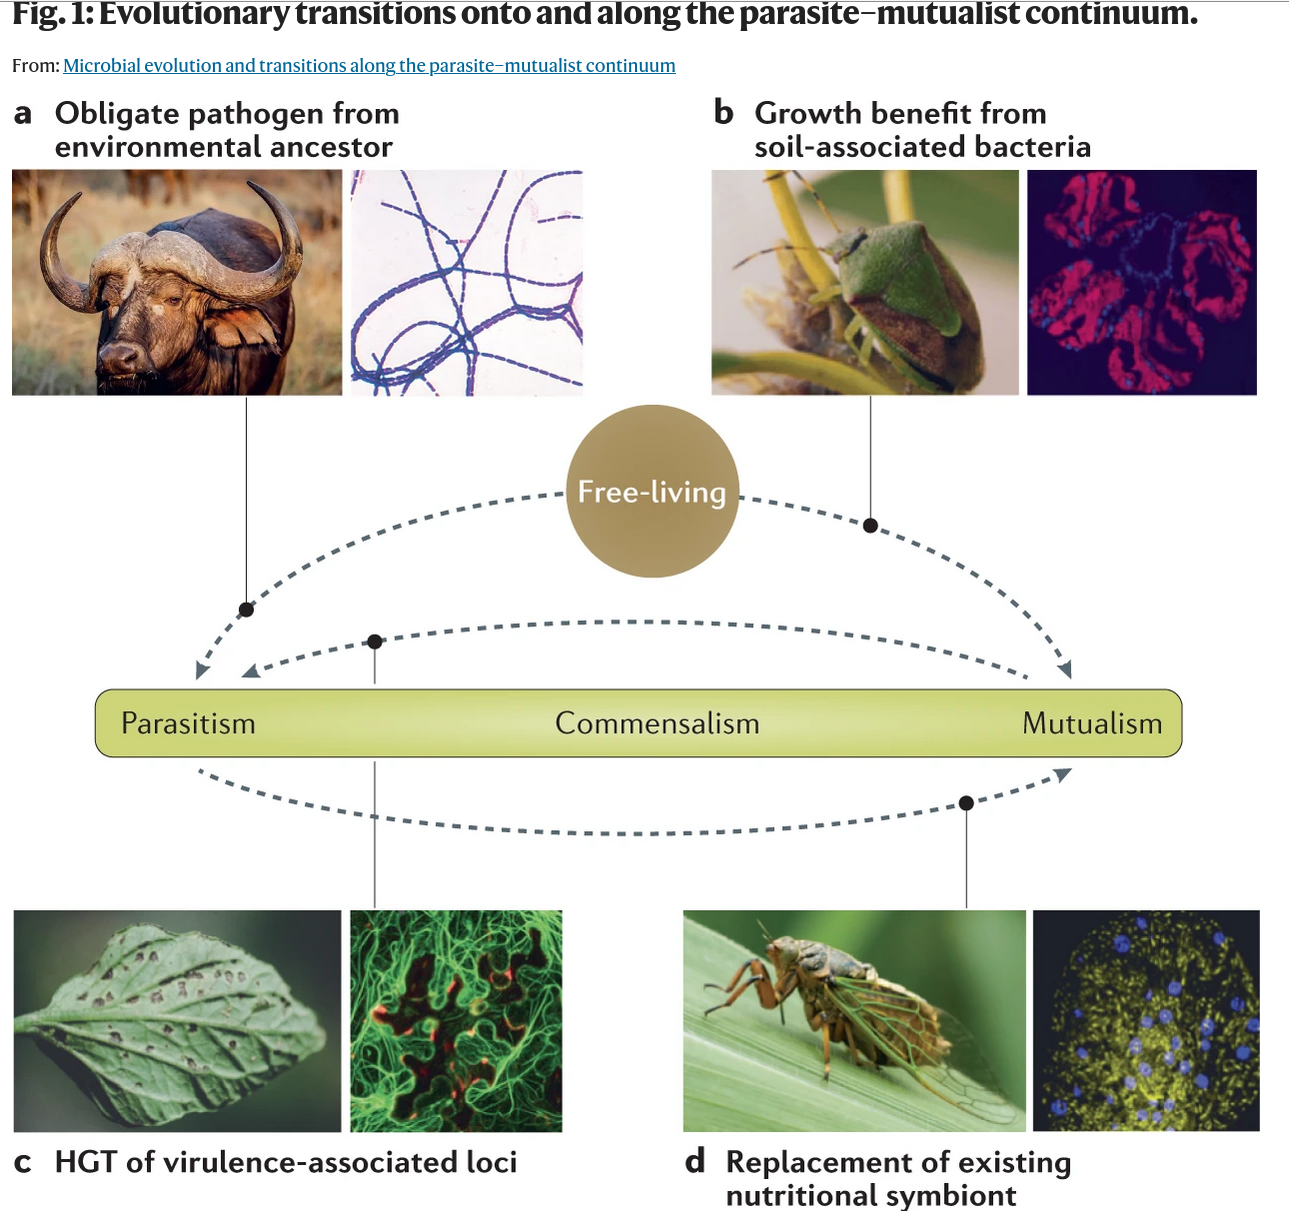 Fig. 1: Evolutionary transitions onto and along the parasite–mutualist continuum.
From: Microbial evolution and transitions along the parasite–mutualist continuum
a Obligate pathogen from
environmental ancestor
b Growth benefit from
soil-associated bacteria
Free-living
Parasitism
Commensalism
Mutualism
c HGT of virulence-associated loci
d Replacement of existing
nutritional symbiont